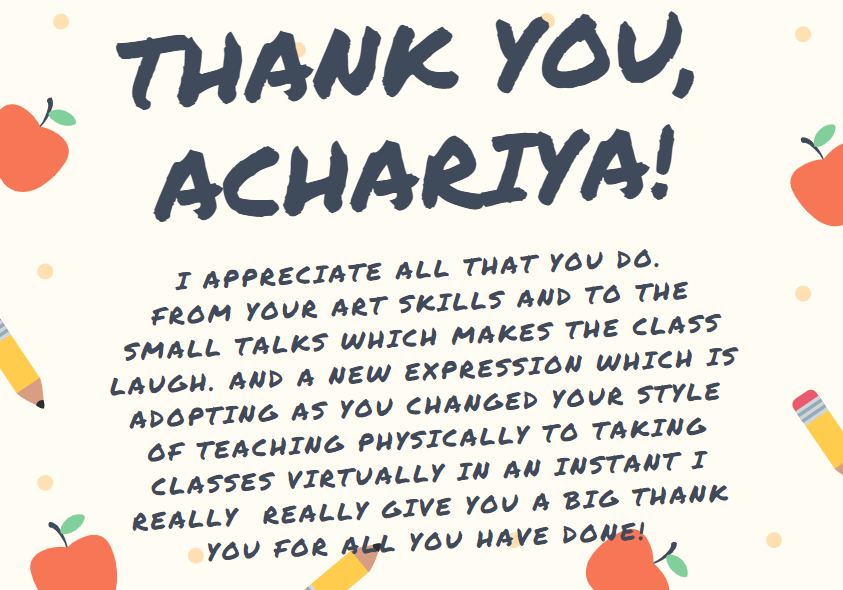 THANK YOU,
ACHARIYA!
I APPRECIATE ALL THAT YOU DO.
FROM YOUR ART SKILLS AND TO THE
SMALL TALKS WHICH MAKES THE CLASS
LAUGH. AND A NEW EXPRESSION WHICH IS
ADOPTING AS YOU CHANGED YOUR STYLE
OF TEACHING PHYSICALLY TO TAKING
CLASSES VIRTUALLY IN AN INSTANT I
REALLY REALLY GIVE YOU A BIG THANK
YOU FOR ALL YOU HAVE DONE!